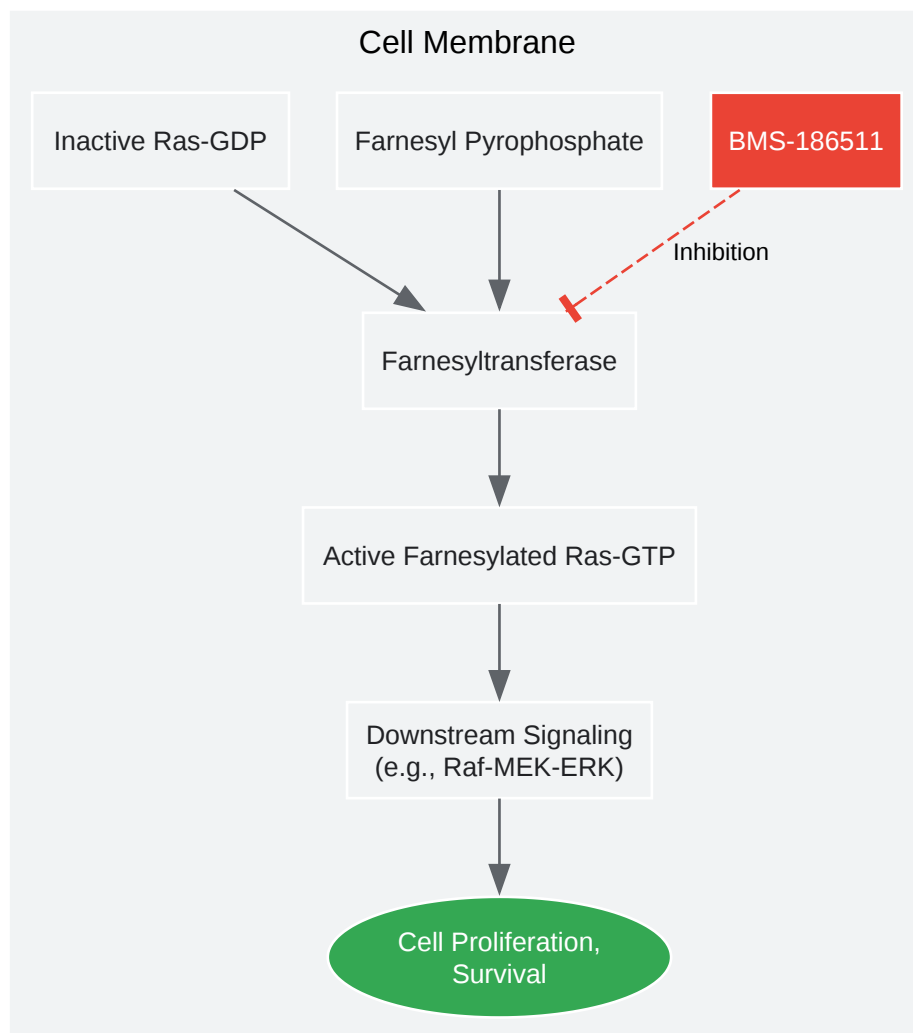 Cell Membrane
Inactive Ras-GDP
Farnesyl Pyrophosphate
BMS-186511
Inhibition
Farnesyltransferase
Active Farnesylated Ras-GTP
Downstream Signaling
(e.g., Raf-MEK-ERK)
Cell Proliferation,
Survival